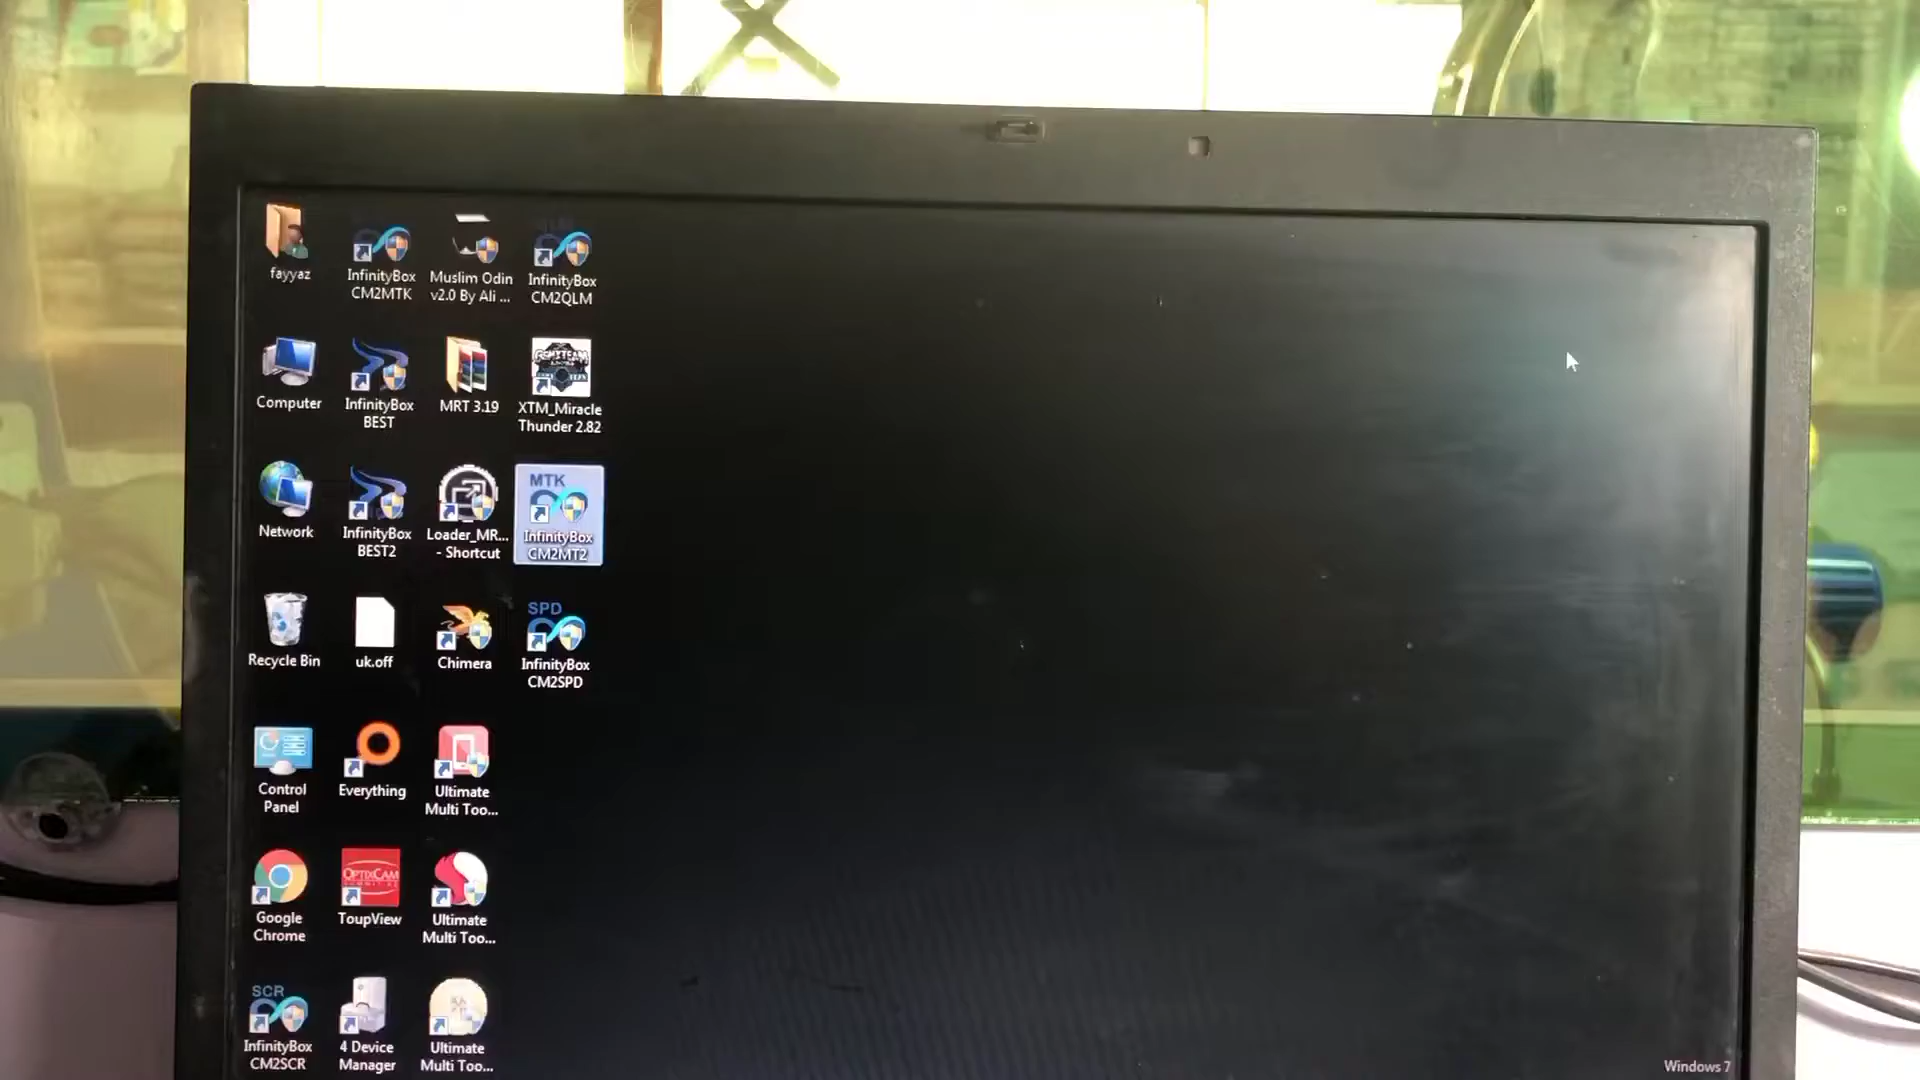 fayyaz
InfinityBox
CM2MTK
Muslim Odin
v2.0 By Ali ...
InfinityBox
CM2QLM
Computer
InfinityBox
BEST
MRT 3.19
XTM_Miracle
Thunder 2.82
Network
InfinityBox
BEST2
Loader_MR...
- Shortcut
MTK
InfinityBox
CM2MT2
Recycle Bin
uk.off
Chimera
SPD
InfinityBox
CM2SPD
Control
Panel
Everything
Ultimate
Multi Too...
Google
Chrome
OPTIXCAM
ToupView
Ultimate
Multi Too...
SCR
InfinityBox
CM2SCR
4 Device
Manager
Ultimate
Multi Too...
Windows 7